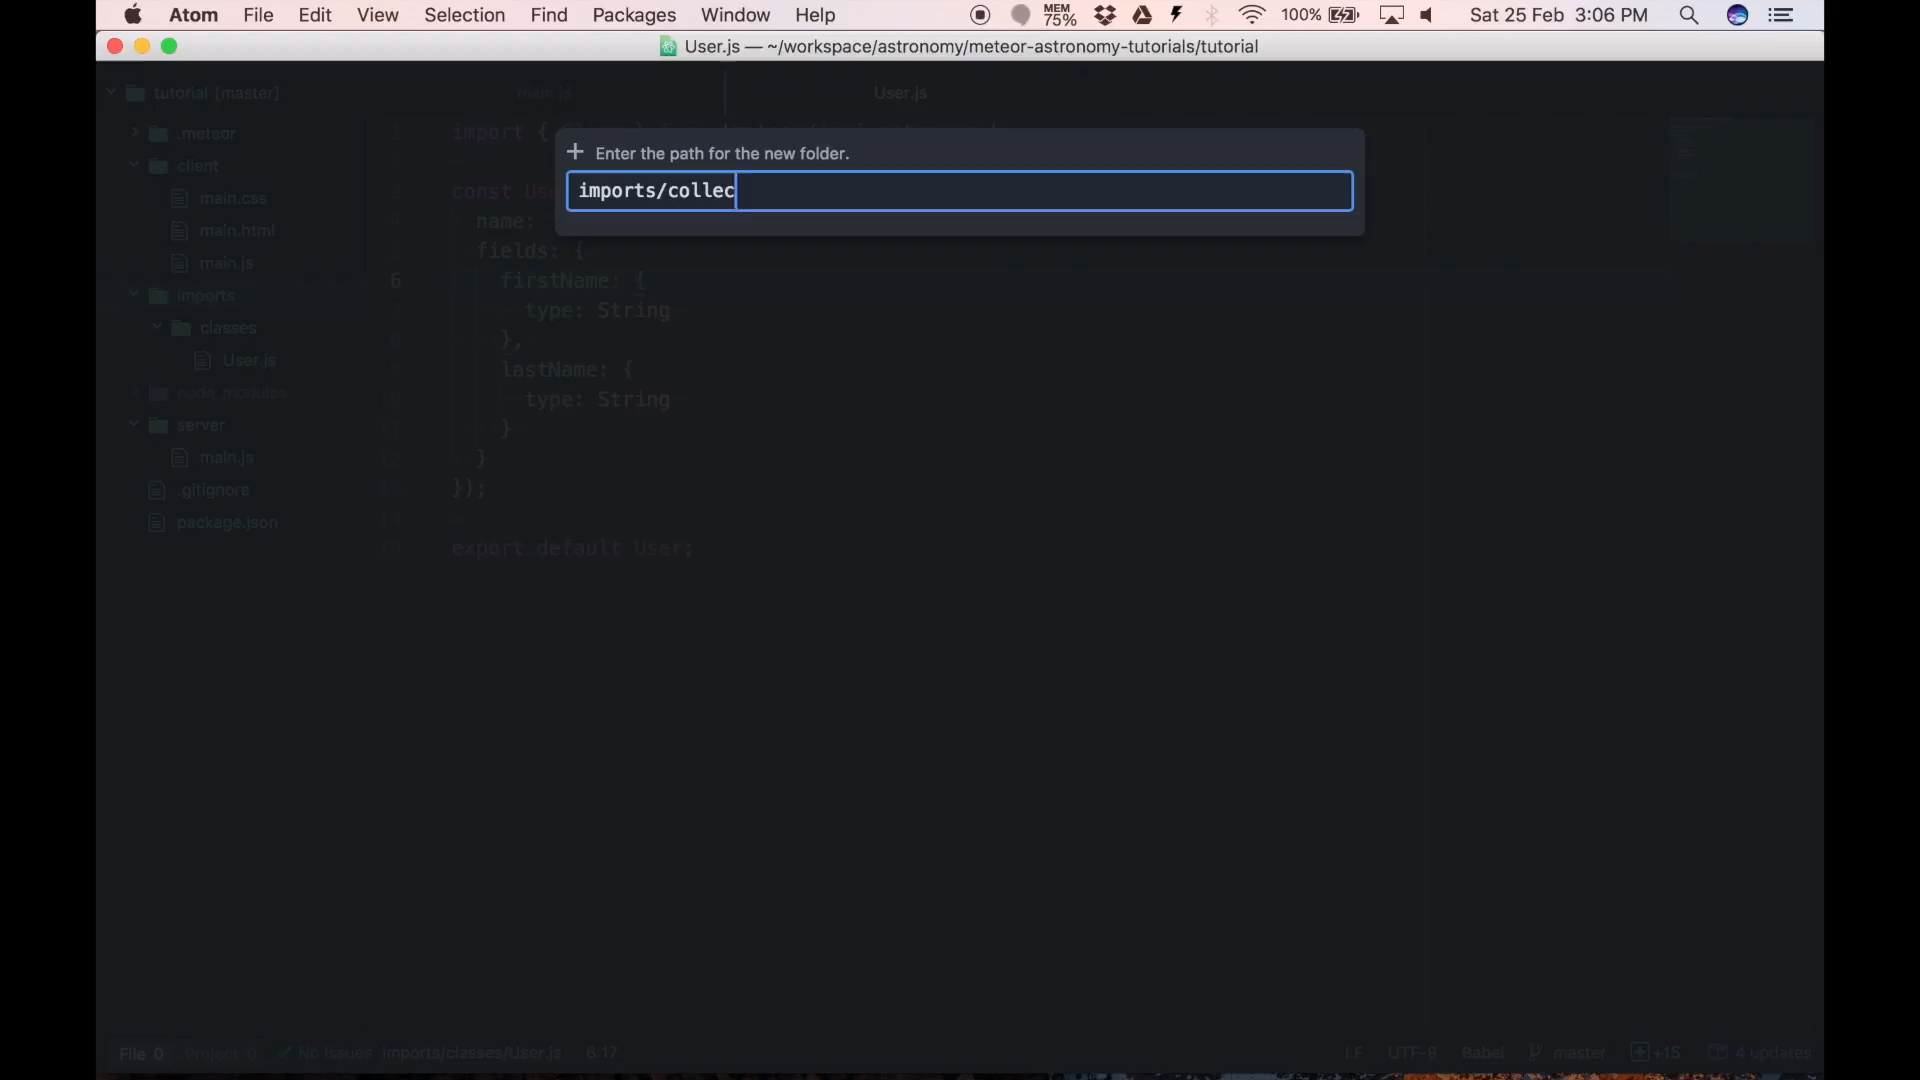 Atom File Edit View Selection Find Packages Window Help MEM 75% 100% Sat 25 Feb 3:06 PM
User.js — ~/workspace/astronomy/meteor-astronomy-tutorials/tutorial
tutorial [master]
main.js
User.js
.meteor
client
main.css
main.html
main.js
imports
classes
User.js
node_modules
server
main.js
.gitignore
package.json
Enter the path for the new folder.
imports/collec
import {
const Us
name:
fields: {
6 firstName: {
type: String
},
lastName: {
type: String
}
}
});
export default User;
File 0 Project 0 No Issues imports/classes/User.js 6:17 LF UTF-8 Babel master +15 4 updates